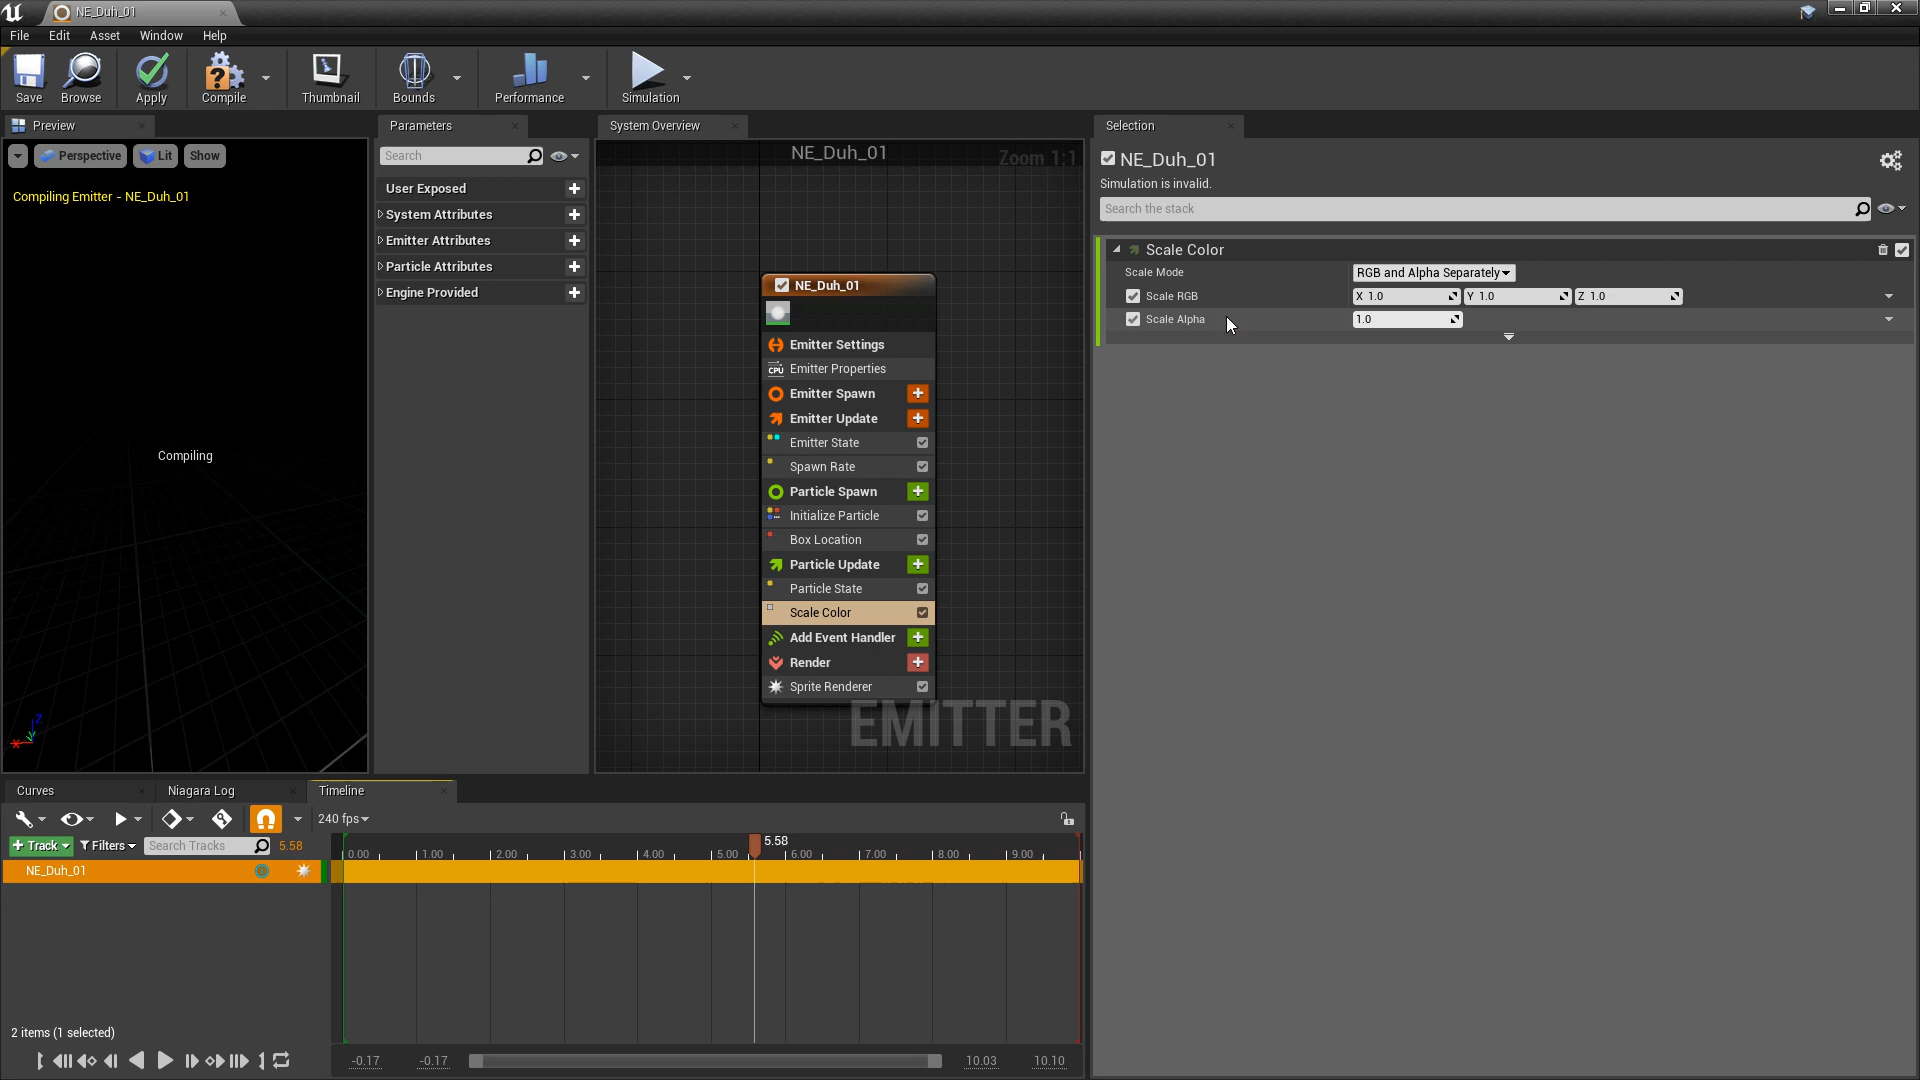 NE_Duh_01
File Edit Asset Window Help
Save Browse Apply Compile Thumbnail Bounds Performance Simulation
Preview
Perspective Lit Show
Compiling Emitter - NE_Duh_01
Compiling
Z
Parameters
Search
User Exposed
System Attributes
Emitter Attributes
Particle Attributes
Engine Provided
System Overview
NE_Duh_01
Zoom 1:1
NE_Duh_01
Emitter Settings
CPU Emitter Properties
Emitter Spawn
Emitter Update
Emitter State
Spawn Rate
Particle Spawn
Initialize Particle
Box Location
Particle Update
Particle State
Scale Color
Add Event Handler
Render
Sprite Renderer
EMITTER
Selection
NE_Duh_01
Simulation is invalid.
Search the stack
Scale Color
Scale Mode RGB and Alpha Separately
Scale RGB X 1.0 Y 1.0 Z 1.0
Scale Alpha 1.0
Curves Niagara Log Timeline
240 fps
+ Track Filters Search Tracks 5.58
5.58
0.00 1.00 2.00 3.00 4.00 5.00 6.00 7.00 8.00 9.00
NE_Duh_01
2 items (1 selected)
-0.17 -0.17 10.03 10.10